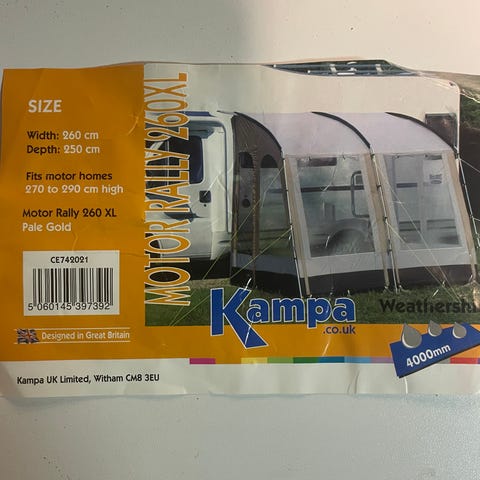 SIZE
Width: 260 cm
Depth: 250 cm
Fits motor homes
270 to 290 cm high
Motor Rally 260 XL
Pale Gold
CE742021
5 060145 397392
Designed in Great Britain
Kampa UK Limited, Witham CM8 3EU
MOTOR RALLY 260XL
Kampa
.co.uk
4000mm